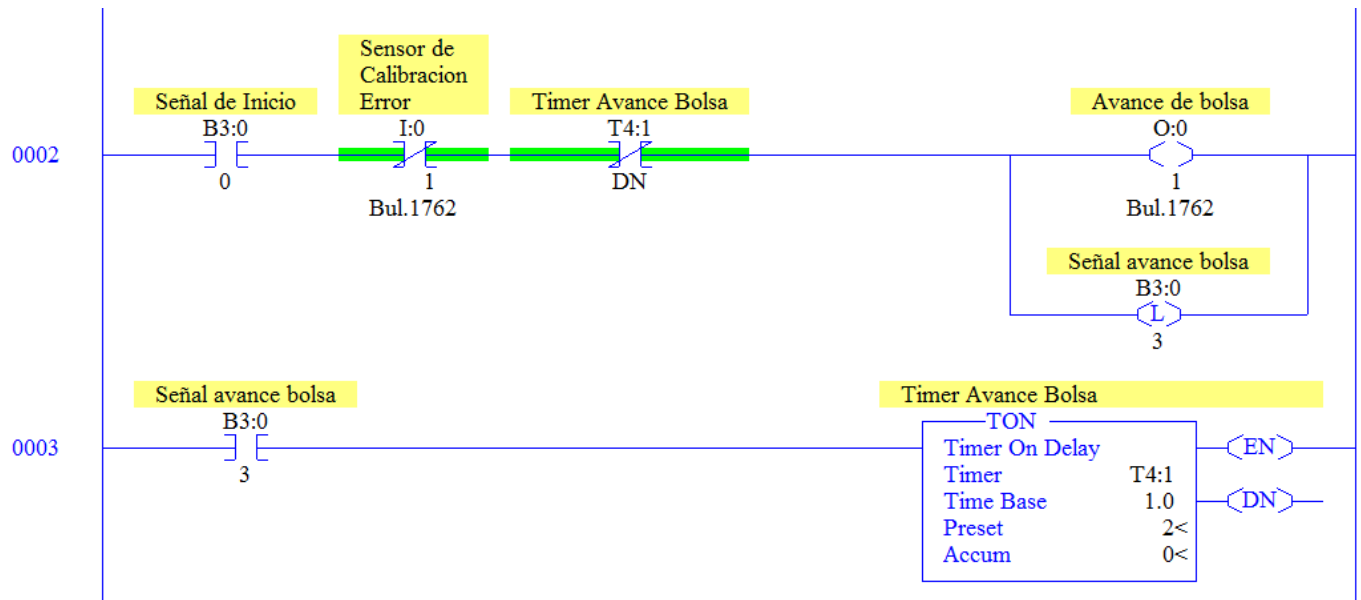 Sensor de
Calibracion
Señal de Inicio Error Timer Avance Bolsa Avance de bolsa
B3:0 I:0 T4:1 O:0
0002
0 1 DN 1
Bul.1762 Bul.1762
Señal avance bolsa
B3:0
L
3
Señal avance bolsa Timer Avance Bolsa
B3:0 TON
0003 Timer On Delay EN
3 Timer T4:1
Time Base 1.0 DN
Preset 2<
Accum 0<